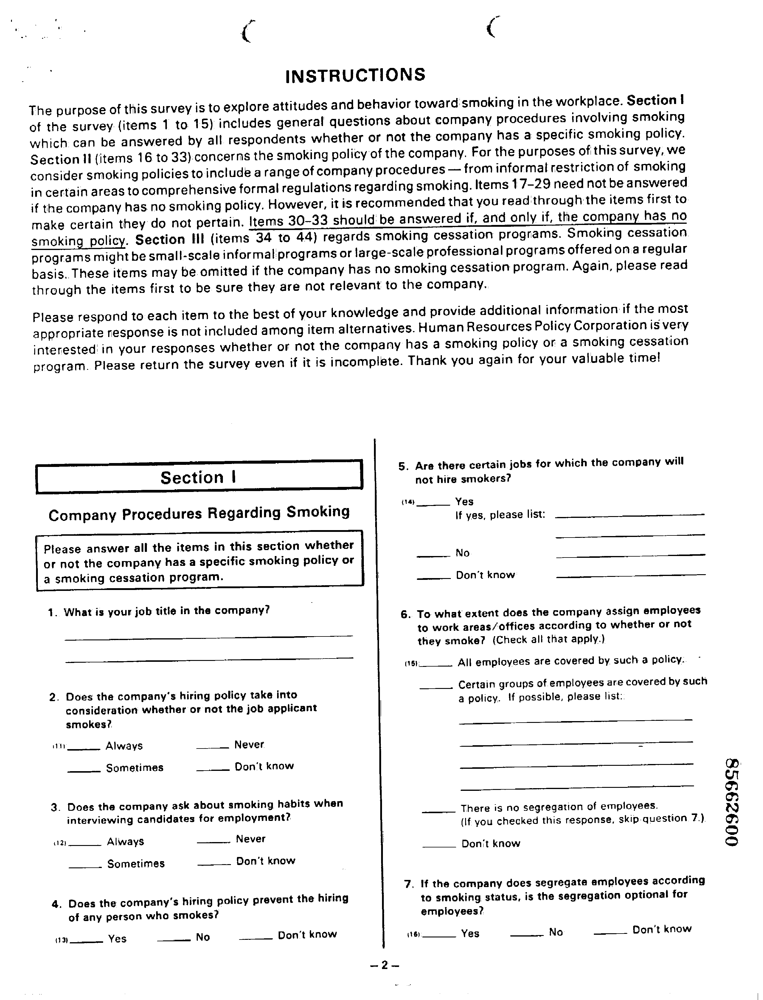 INSTRUCTIONS
The purpose of this survey is to explore attitudes and behavior toward smoking in the workplace. Section I
of the survey (items 1 to 15) includes general questions about company procedures involving smoking
which can be answered by all respondents whether or not the company has a specific smoking policy.
Section II (items 16 to 33) concerns the smoking policy of the company. For the purposes of this survey, we
consider smoking policies to include a range of company procedures — from informal restriction of smoking
in certain areas to comprehensive formal regulations regarding smoking. Items 17-29 need not be answered
if the company has no smoking policy. However, it is recommended that you read through the items first to
make certain they do not pertain. Items 30-33 should be answered if, and only if, the company has no
smoking policy. Section III (items 34 to 44) regards smoking cessation programs. Smoking cessation
programs might be small-scale informal programs or large-scale professional programs offered on a regular
basis. These items may be omitted if the company has no smoking cessation program. Again, please read
through the items first to be sure they are not relevant to the company.
Please respond to each item to the best of your knowledge and provide additional information if the most
appropriate response is not included among item alternatives. Human Resources Policy Corporation is very
interested in your responses whether or not the company has a smoking policy or a smoking cessation
program. Please return the survey even if it is incomplete. Thank you again for your valuable time!
Section I
Company Procedures Regarding Smoking
Please answer all the items in this section whether
or not the company has a specific smoking policy or
a smoking cessation program.
1. What is your job title in the company?
2. Does the company's hiring policy take into
consideration whether or not the job applicant
smokes?
(11) Always Never
Sometimes Don't know
3. Does the company ask about smoking habits when
interviewing candidates for employment?
(12) Always Never
Sometimes Don't know
4. Does the company's hiring policy prevent the hiring
of any person who smokes?
(13) Yes No Don't know
5. Are there certain jobs for which the company will
not hire smokers?
(14) Yes
If yes, please list:
No
Don't know
6. To what extent does the company assign employees
to work areas/offices according to whether or not
they smoke? (Check all that apply.)
(15) All employees are covered by such a policy.
Certain groups of employees are covered by such
a policy. If possible, please list:
There is no segregation of employees.
(If you checked this response, skip question 7.)
Don't know
7. If the company does segregate employees according
to smoking status, is the segregation optional for
employees?
(16) Yes No Don't know
- 2 -
85662600